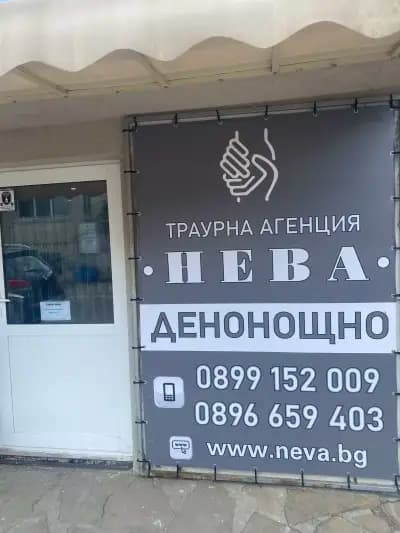 ТРАУРНА АГЕНЦИЯ
• НЕВА •
ДЕНОНОЩНО
0899 152 009
0896 659 403
www.neva.bg